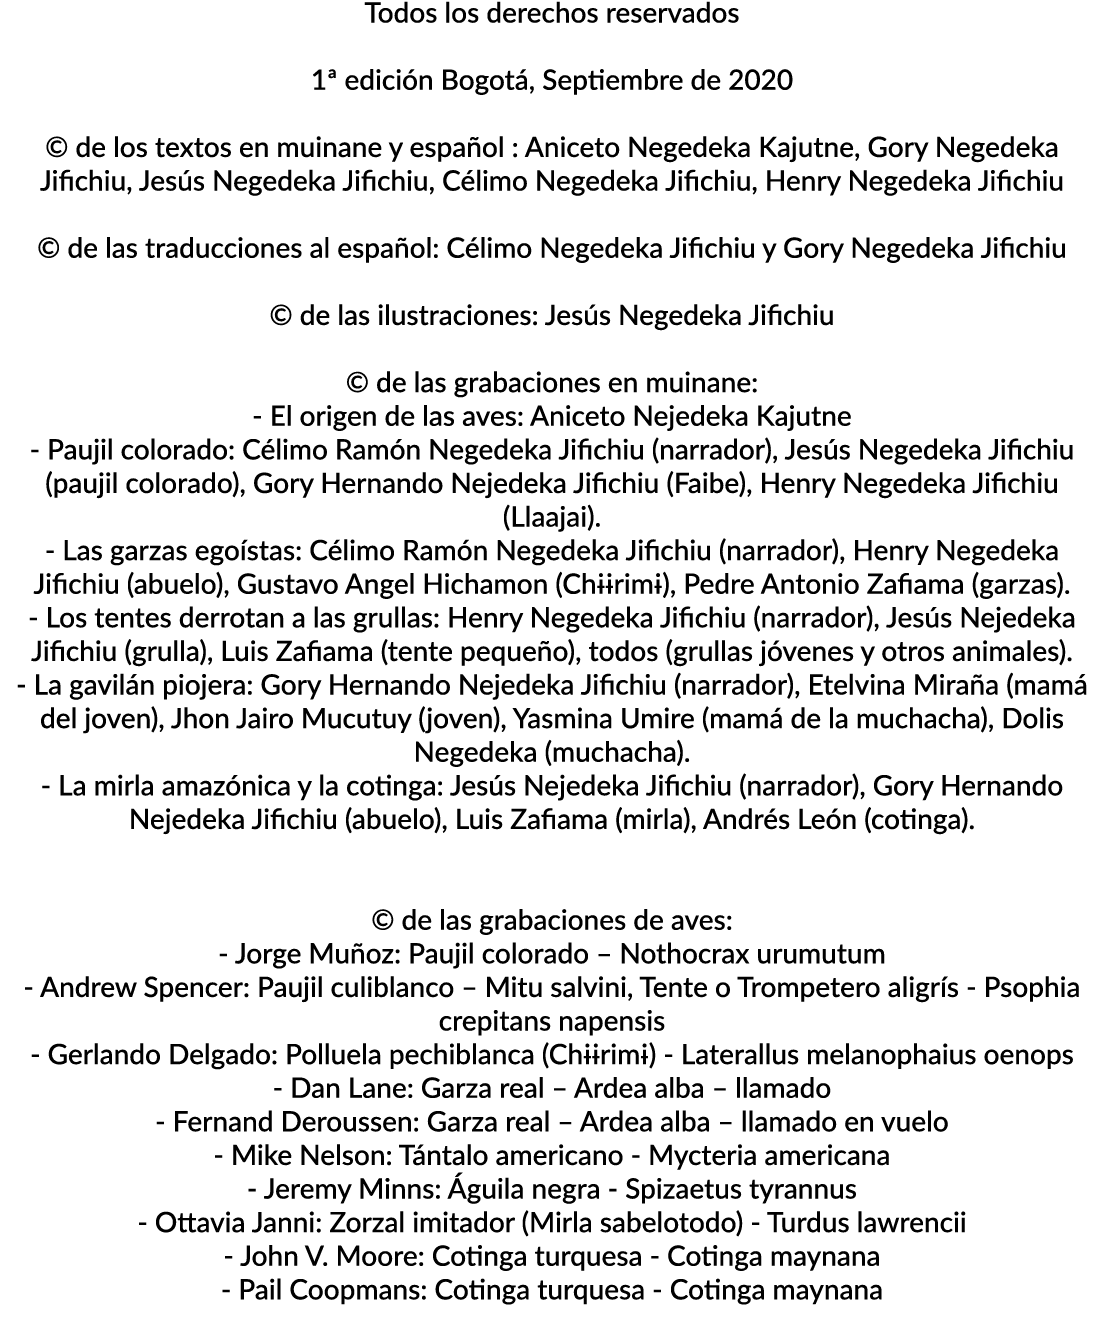 Todos los derechos reservados
1ª edición Bogotá, Septiembre de 2020
© de los textos en muinane y español : Aniceto Negedeka Kajutne, Gory Negedeka
Jifichiu, Jesús Negedeka Jifichiu, Célimo Negedeka Jifichiu, Henry Negedeka Jifichiu
© de las traducciones al español: Célimo Negedeka Jifichiu y Gory Negedeka Jifichiu
© de las ilustraciones: Jesús Negedeka Jifichiu
© de las grabaciones en muinane:
- El origen de las aves: Aniceto Nejedeka Kajutne
- Paujil colorado: Célimo Ramón Negedeka Jifichiu (narrador), Jesús Negedeka Jifichiu
(paujil colorado), Gory Hernando Nejedeka Jifichiu (Faibe), Henry Negedeka Jifichiu
(Llaajai).
- Las garzas egoístas: Célimo Ramón Negedeka Jifichiu (narrador), Henry Negedeka
Jifichiu (abuelo), Gustavo Angel Hichamon (Chɨɨrimɨ), Pedre Antonio Zafiama (garzas).
- Los tentes derrotan a las grullas: Henry Negedeka Jifichiu (narrador), Jesús Nejedeka
Jifichiu (grulla), Luis Zafiama (tente pequeño), todos (grullas jóvenes y otros animales).
- La gavilán piojera: Gory Hernando Nejedeka Jifichiu (narrador), Etelvina Miraña (mamá
del joven), Jhon Jairo Mucutuy (joven), Yasmina Umire (mamá de la muchacha), Dolis
Negedeka (muchacha).
- La mirla amazónica y la cotinga: Jesús Nejedeka Jifichiu (narrador), Gory Hernando
Nejedeka Jifichiu (abuelo), Luis Zafiama (mirla), Andrés León (cotinga).
© de las grabaciones de aves:
- Jorge Muñoz: Paujil colorado – Nothocrax urumutum
- Andrew Spencer: Paujil culiblanco – Mitu salvini, Tente o Trompetero aligrís - Psophia
crepitans napensis
- Gerlando Delgado: Polluela pechiblanca (Chɨɨrimɨ) - Laterallus melanophaius oenops
- Dan Lane: Garza real – Ardea alba – llamado
- Fernand Deroussen: Garza real – Ardea alba – llamado en vuelo
- Mike Nelson: Tántalo americano - Mycteria americana
- Jeremy Minns: Águila negra - Spizaetus tyrannus
- Ottavia Janni: Zorzal imitador (Mirla sabelotodo) - Turdus lawrencii
- John V. Moore: Cotinga turquesa - Cotinga maynana
- Pail Coopmans: Cotinga turquesa - Cotinga maynana